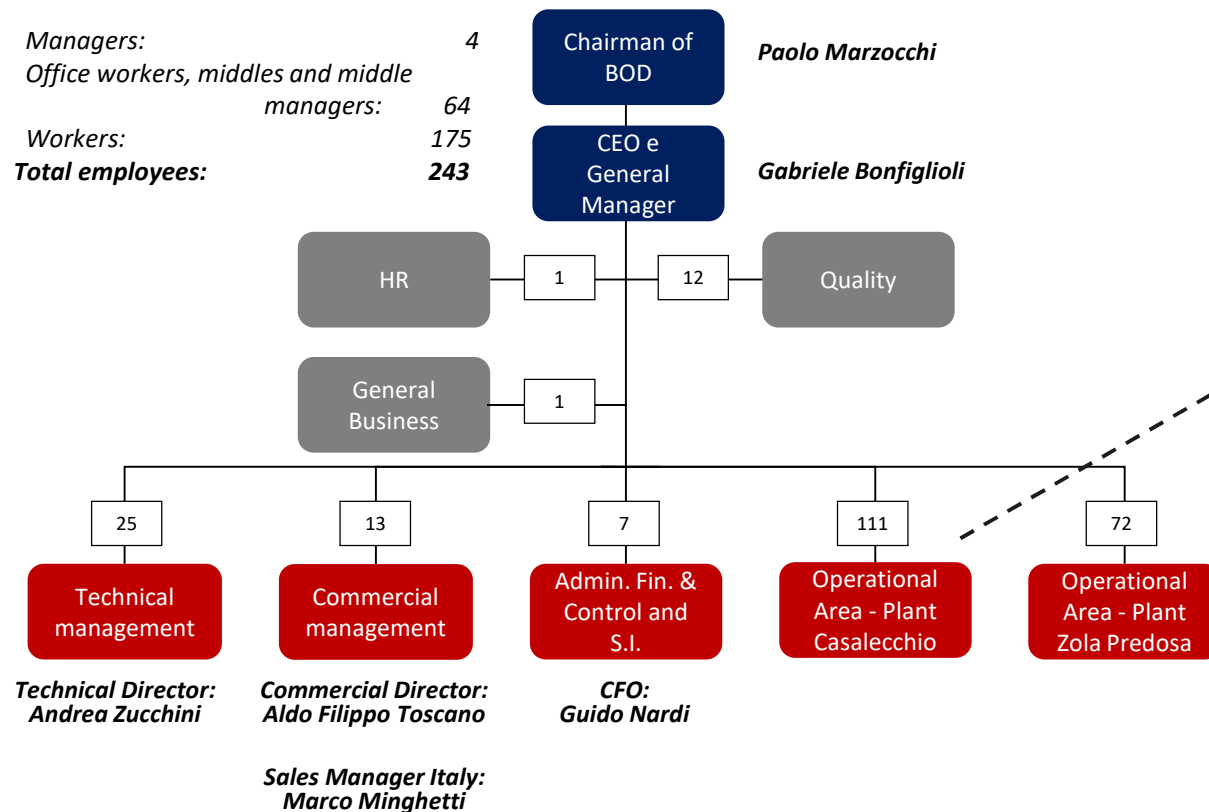 Managers: 4
Office workers, middles and middle
managers: 64
Workers: 175
Total employees: 243
Chairman of
BOD
Paolo Marzocchi
CEO e
General
Manager
Gabriele Bonfiglioli
HR
1
12
Quality
General
Business
1
25
13
7
111
72
Technical
management
Commercial
management
Admin. Fin. &
Control and
S.I.
Operational
Area - Plant
Casalecchio
Operational
Area - Plant
Zola Predosa
Technical Director:
Andrea Zucchini
Commercial Director:
Aldo Filippo Toscano
CFO:
Guido Nardi
Sales Manager Italy:
Marco Minghetti